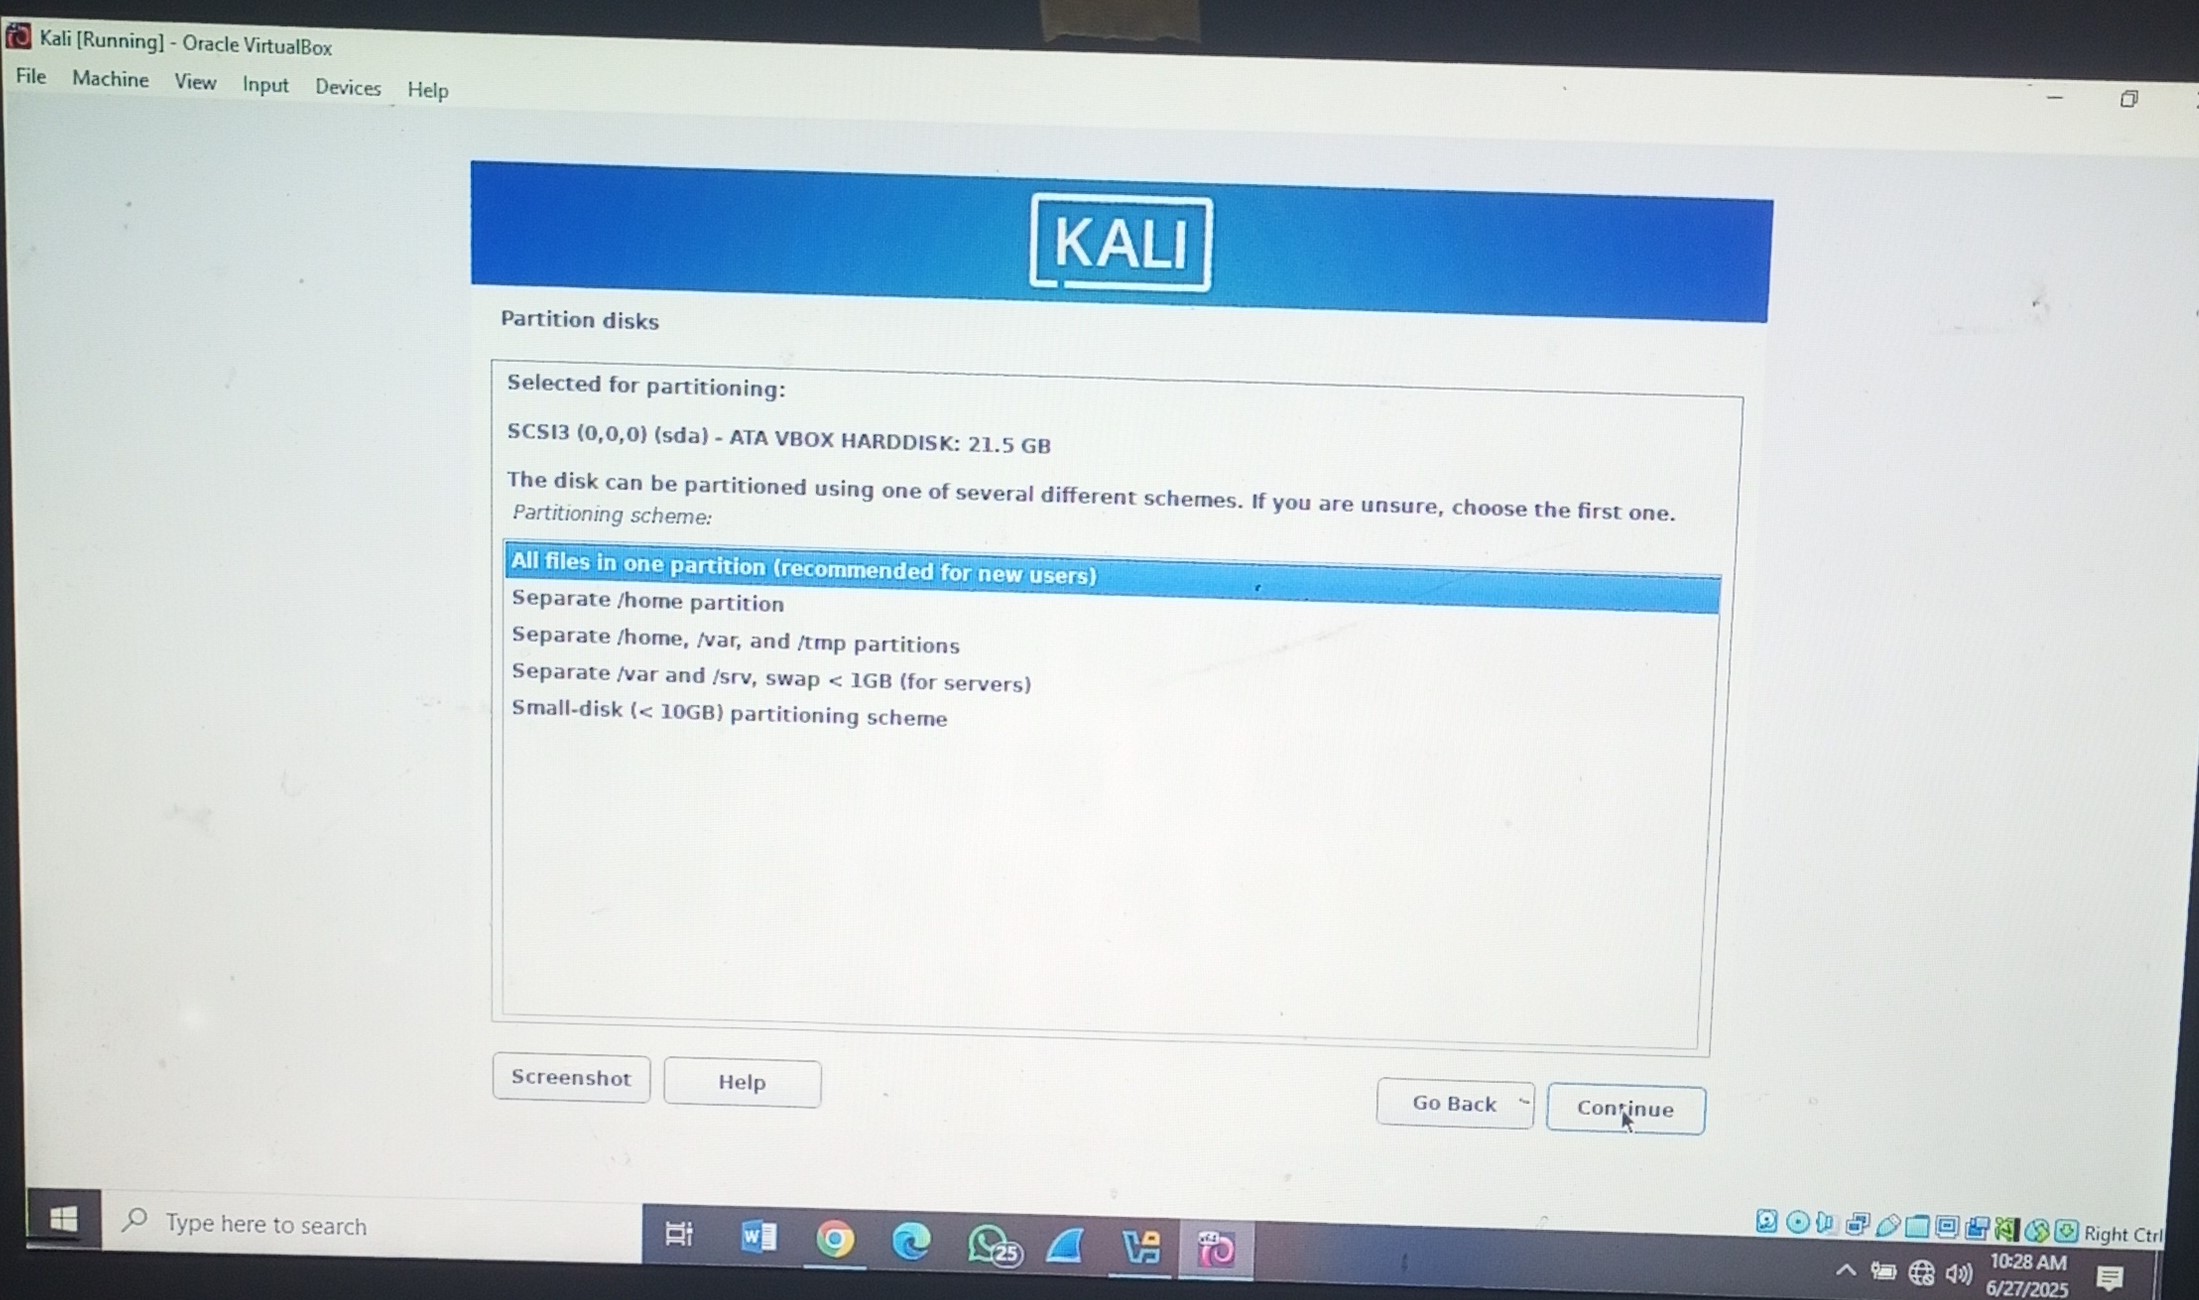 Kali [Running] - Oracle VirtualBox
File Machine View Input Devices Help
KALI
Partition disks
Selected for partitioning:
SCSI3 (0,0,0) (sda) - ATA VBOX HARDDISK: 21.5 GB
The disk can be partitioned using one of several different schemes. If you are unsure, choose the first one.
Partitioning scheme:
All files in one partition (recommended for new users)
Separate /home partition
Separate /home, /var, and /tmp partitions
Separate /var and /srv, swap < 1GB (for servers)
Small-disk (< 10GB) partitioning scheme
Screenshot Help Go Back Continue
Type here to search
W
25
Right Ctrl
10:28 AM
6/27/2025